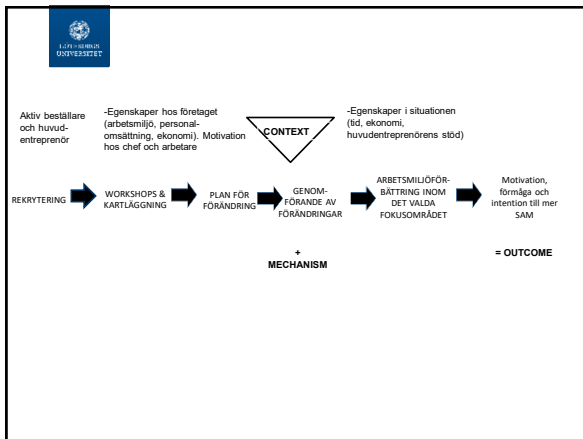 GÖTEBORGS
UNIVERSITET
Aktiv beställare
och huvud-
entreprenör
-Egenskaper hos företaget
(arbetsmiljö, personal-
omsättning, ekonomi). Motivation
hos chef och arbetare
CONTEXT
-Egenskaper i situationen
(tid, ekonomi,
huvudentreprenörens stöd)
REKRYTERING
WORKSHOPS &
KARTLÄGGNING
PLAN FÖR
FÖRÄNDRING
GENOM-
FÖRANDE AV
FÖRÄNDRINGAR
ARBETSMILJÖFÖR-
BÄTTRING INOM
DET VALDA
FOKUSOMRÅDET
Motivation,
förmåga och
intention till mer
SAM
+
MECHANISM
= OUTCOME